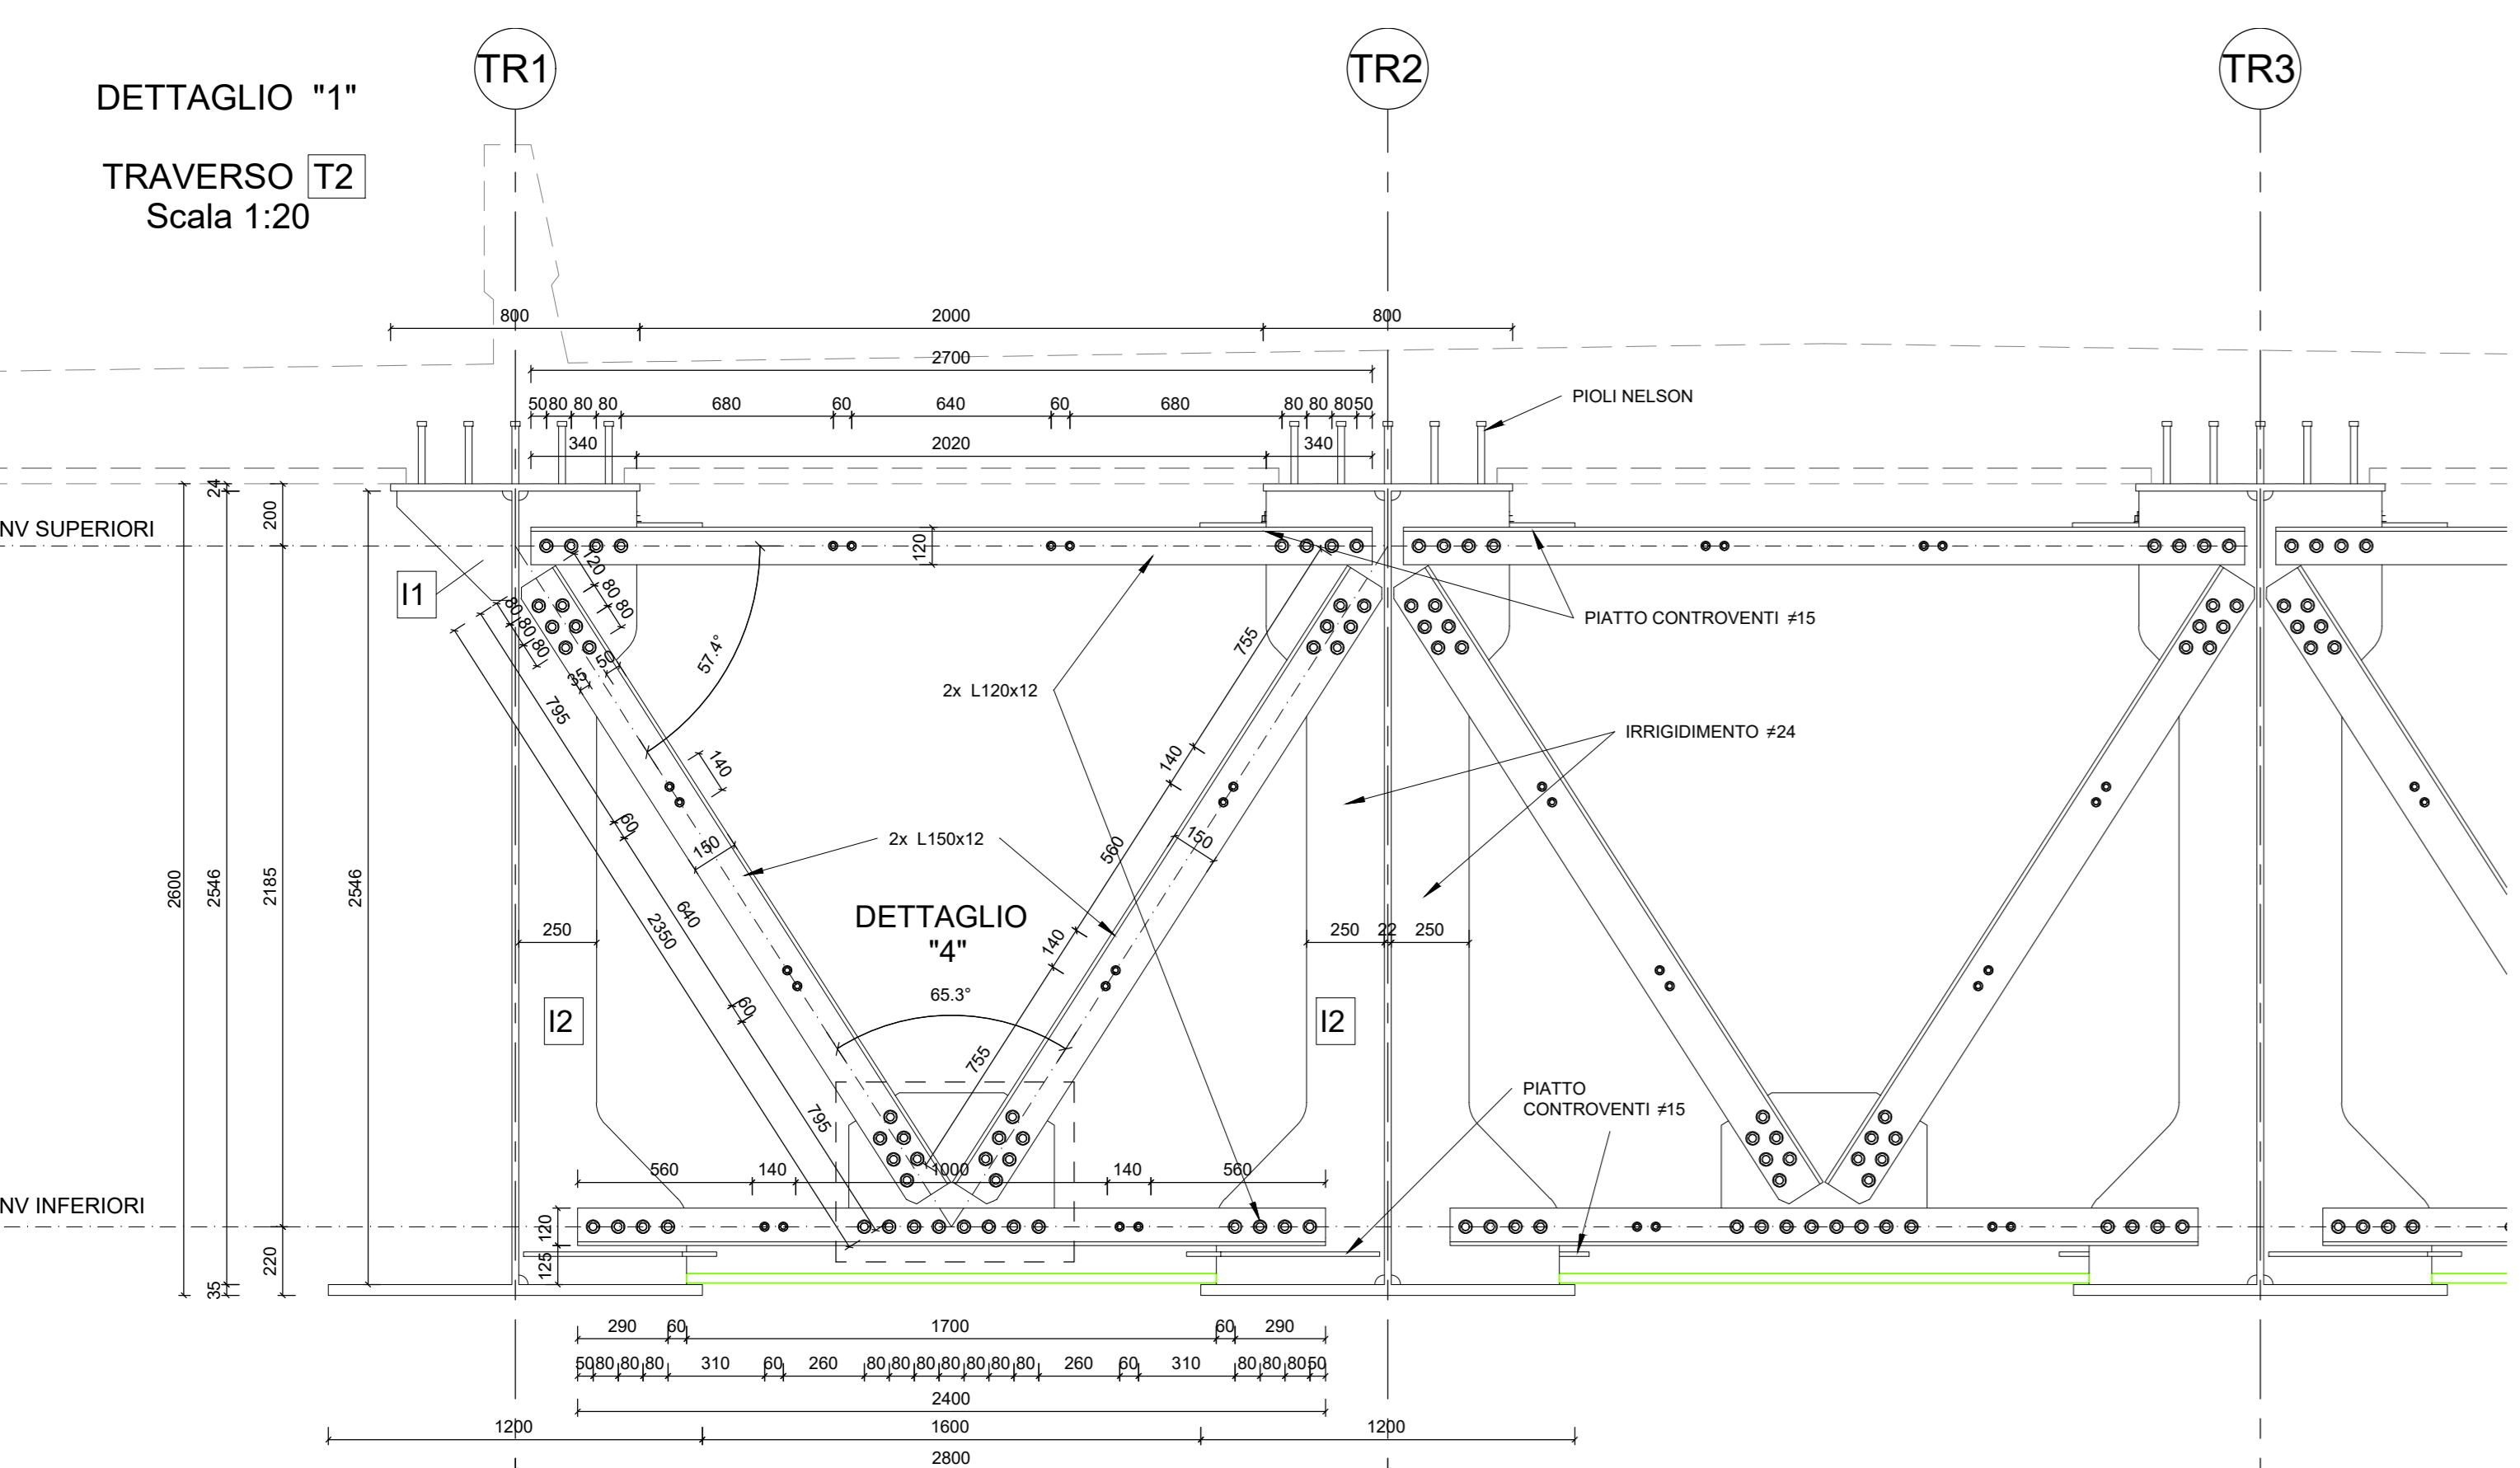 TR1
TR2
TR3
DETTAGLIO "1"
TRAVERSO T2
Scala 1:20
800
2000
800
2700
50 80 80 80 680 60 640 60 680 80 80 80 50
PIOLI NELSON
340
2020
340
24
200
NV SUPERIORI
120
I1
20
80
80
80
80
80
35
50
57.4°
755
PIATTO CONTROVENTI ≠15
2x L120x12
795
140
140
IRRIGIDIMENTO ≠24
60
150
2x L150x12
560
150
2600
2546
2185
2546
640
2350
DETTAGLIO
"4"
250
140
250 22 250
65.3°
60
I2
I2
755
795
PIATTO
CONTROVENTI ≠15
560 140 1000 140 560
NV INFERIORI
120
125
220
35
290 60 1700 60 290
50 80 80 80 310 60 260 80 80 80 80 80 80 80 260 60 310 80 80 80 50
2400
1200
1600
1200
2800